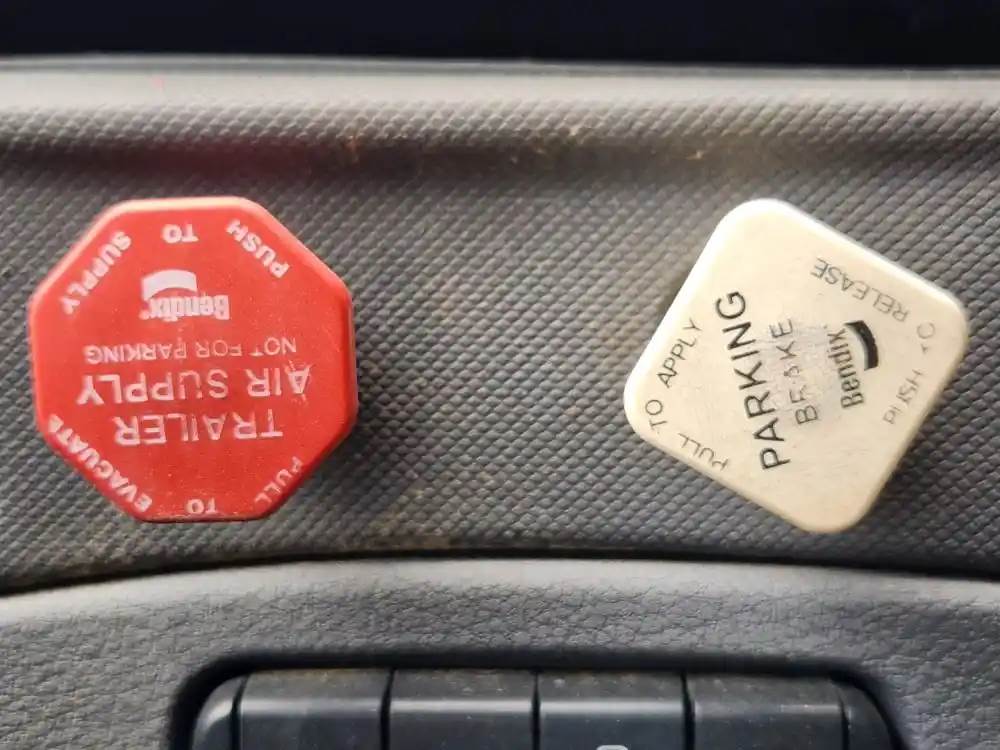 PUSH TO SUPPLY
Bendix®
NOT FOR PARKING
AIR SUPPLY
TRAILER
PULL TO EVACUATE
PULL TO APPLY
PARKING
BRAKE
Bendix
PUSH TO RELEASE